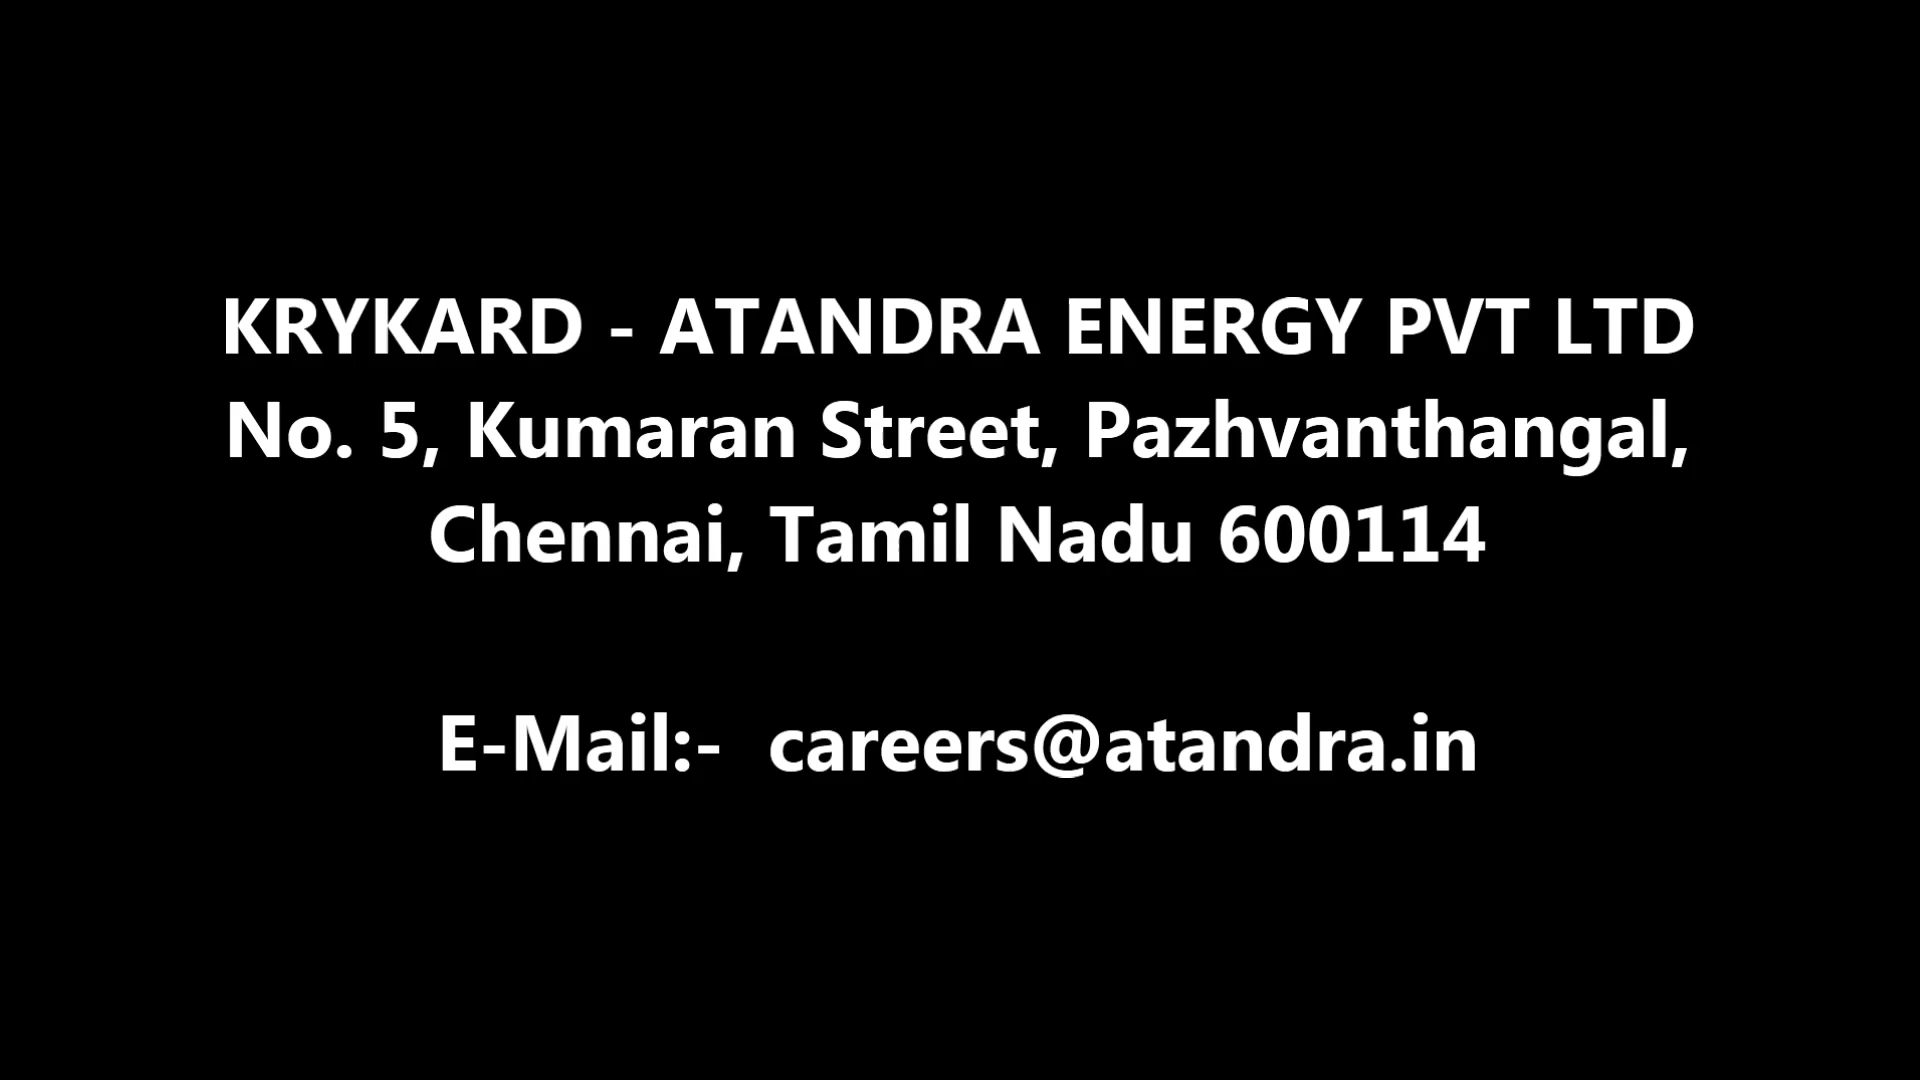 KRYKARD - ATANDRA ENERGY PVT LTD
No. 5, Kumaran Street, Pazhvanthangal,
Chennai, Tamil Nadu 600114
E-Mail:-  careers@atandra.in